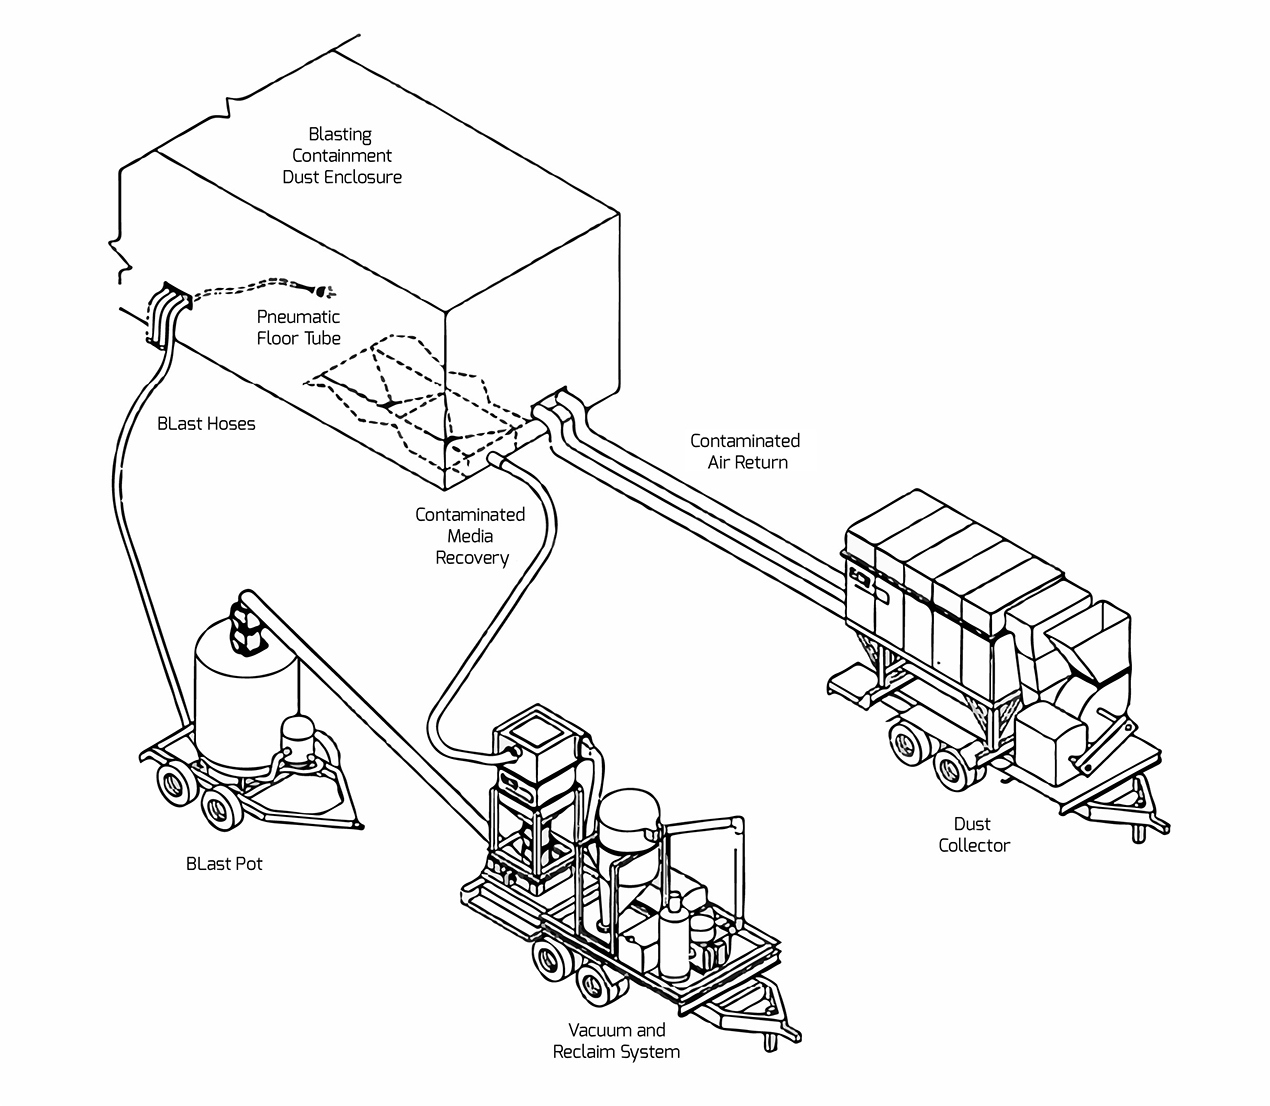 Blasting
Containment
Dust Enclosure
Pneumatic
Floor Tube
BLast Hoses
Contaminated
Air Return
Contaminated
Media
Recovery
Dust
Collector
BLast Pot
Vacuum and
Reclaim System